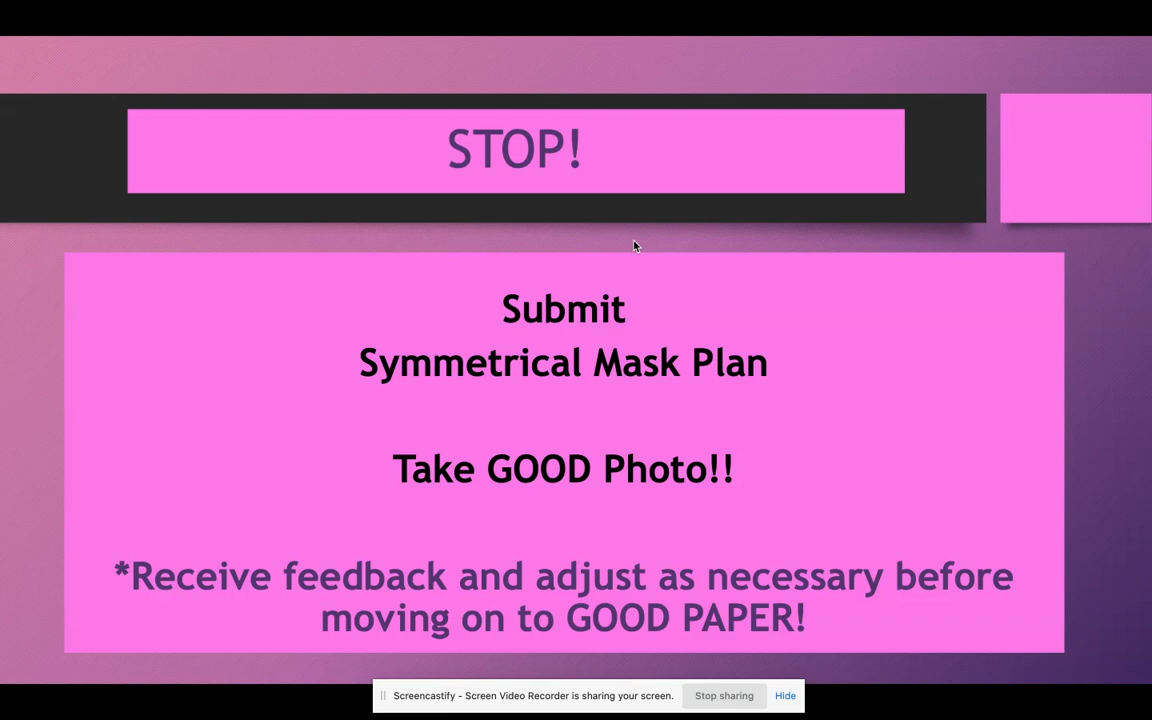 STOP!
Submit
Symmetrical Mask Plan
Take GOOD Photo!!
*Receive feedback and adjust as necessary before
moving on to GOOD PAPER!
Screencastify - Screen Video Recorder is sharing your screen. Stop sharing Hide